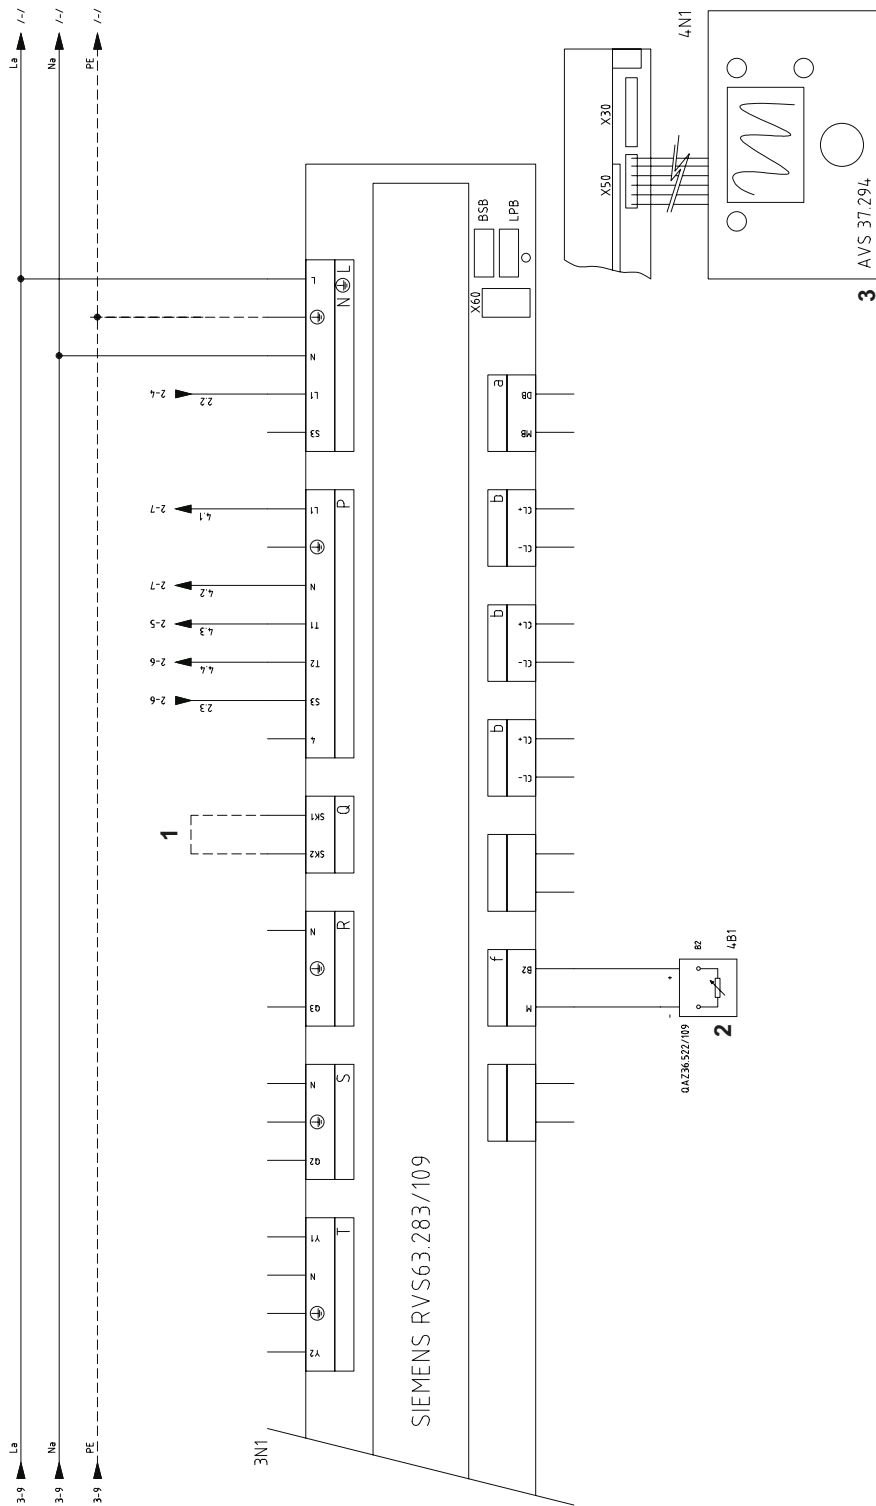 La
/-/
Na
/-/
PE
/-/
4N1
X30
X50
AVS 37.294
3
BSB
LPB
X60
L
N
L1
S3
N
L
2-4
2.2
L1
N
T1
T2
S3
4
P
2-7
4.1
2-7
4.2
2-5
4.3
2-6
4.4
2-6
2.3
1
SK1
SK2
Q
N
Q3
R
N
Q2
S
Y1
N
Y2
T
a
DB
MB
b
CL+
CL-
b
CL+
CL-
b
CL+
CL-
f
B2
M
+
-
B2
4B1
QAZ36.522/109
2
SIEMENS RVS63.283/109
3N1
3-9
La
3-9
Na
3-9
PE